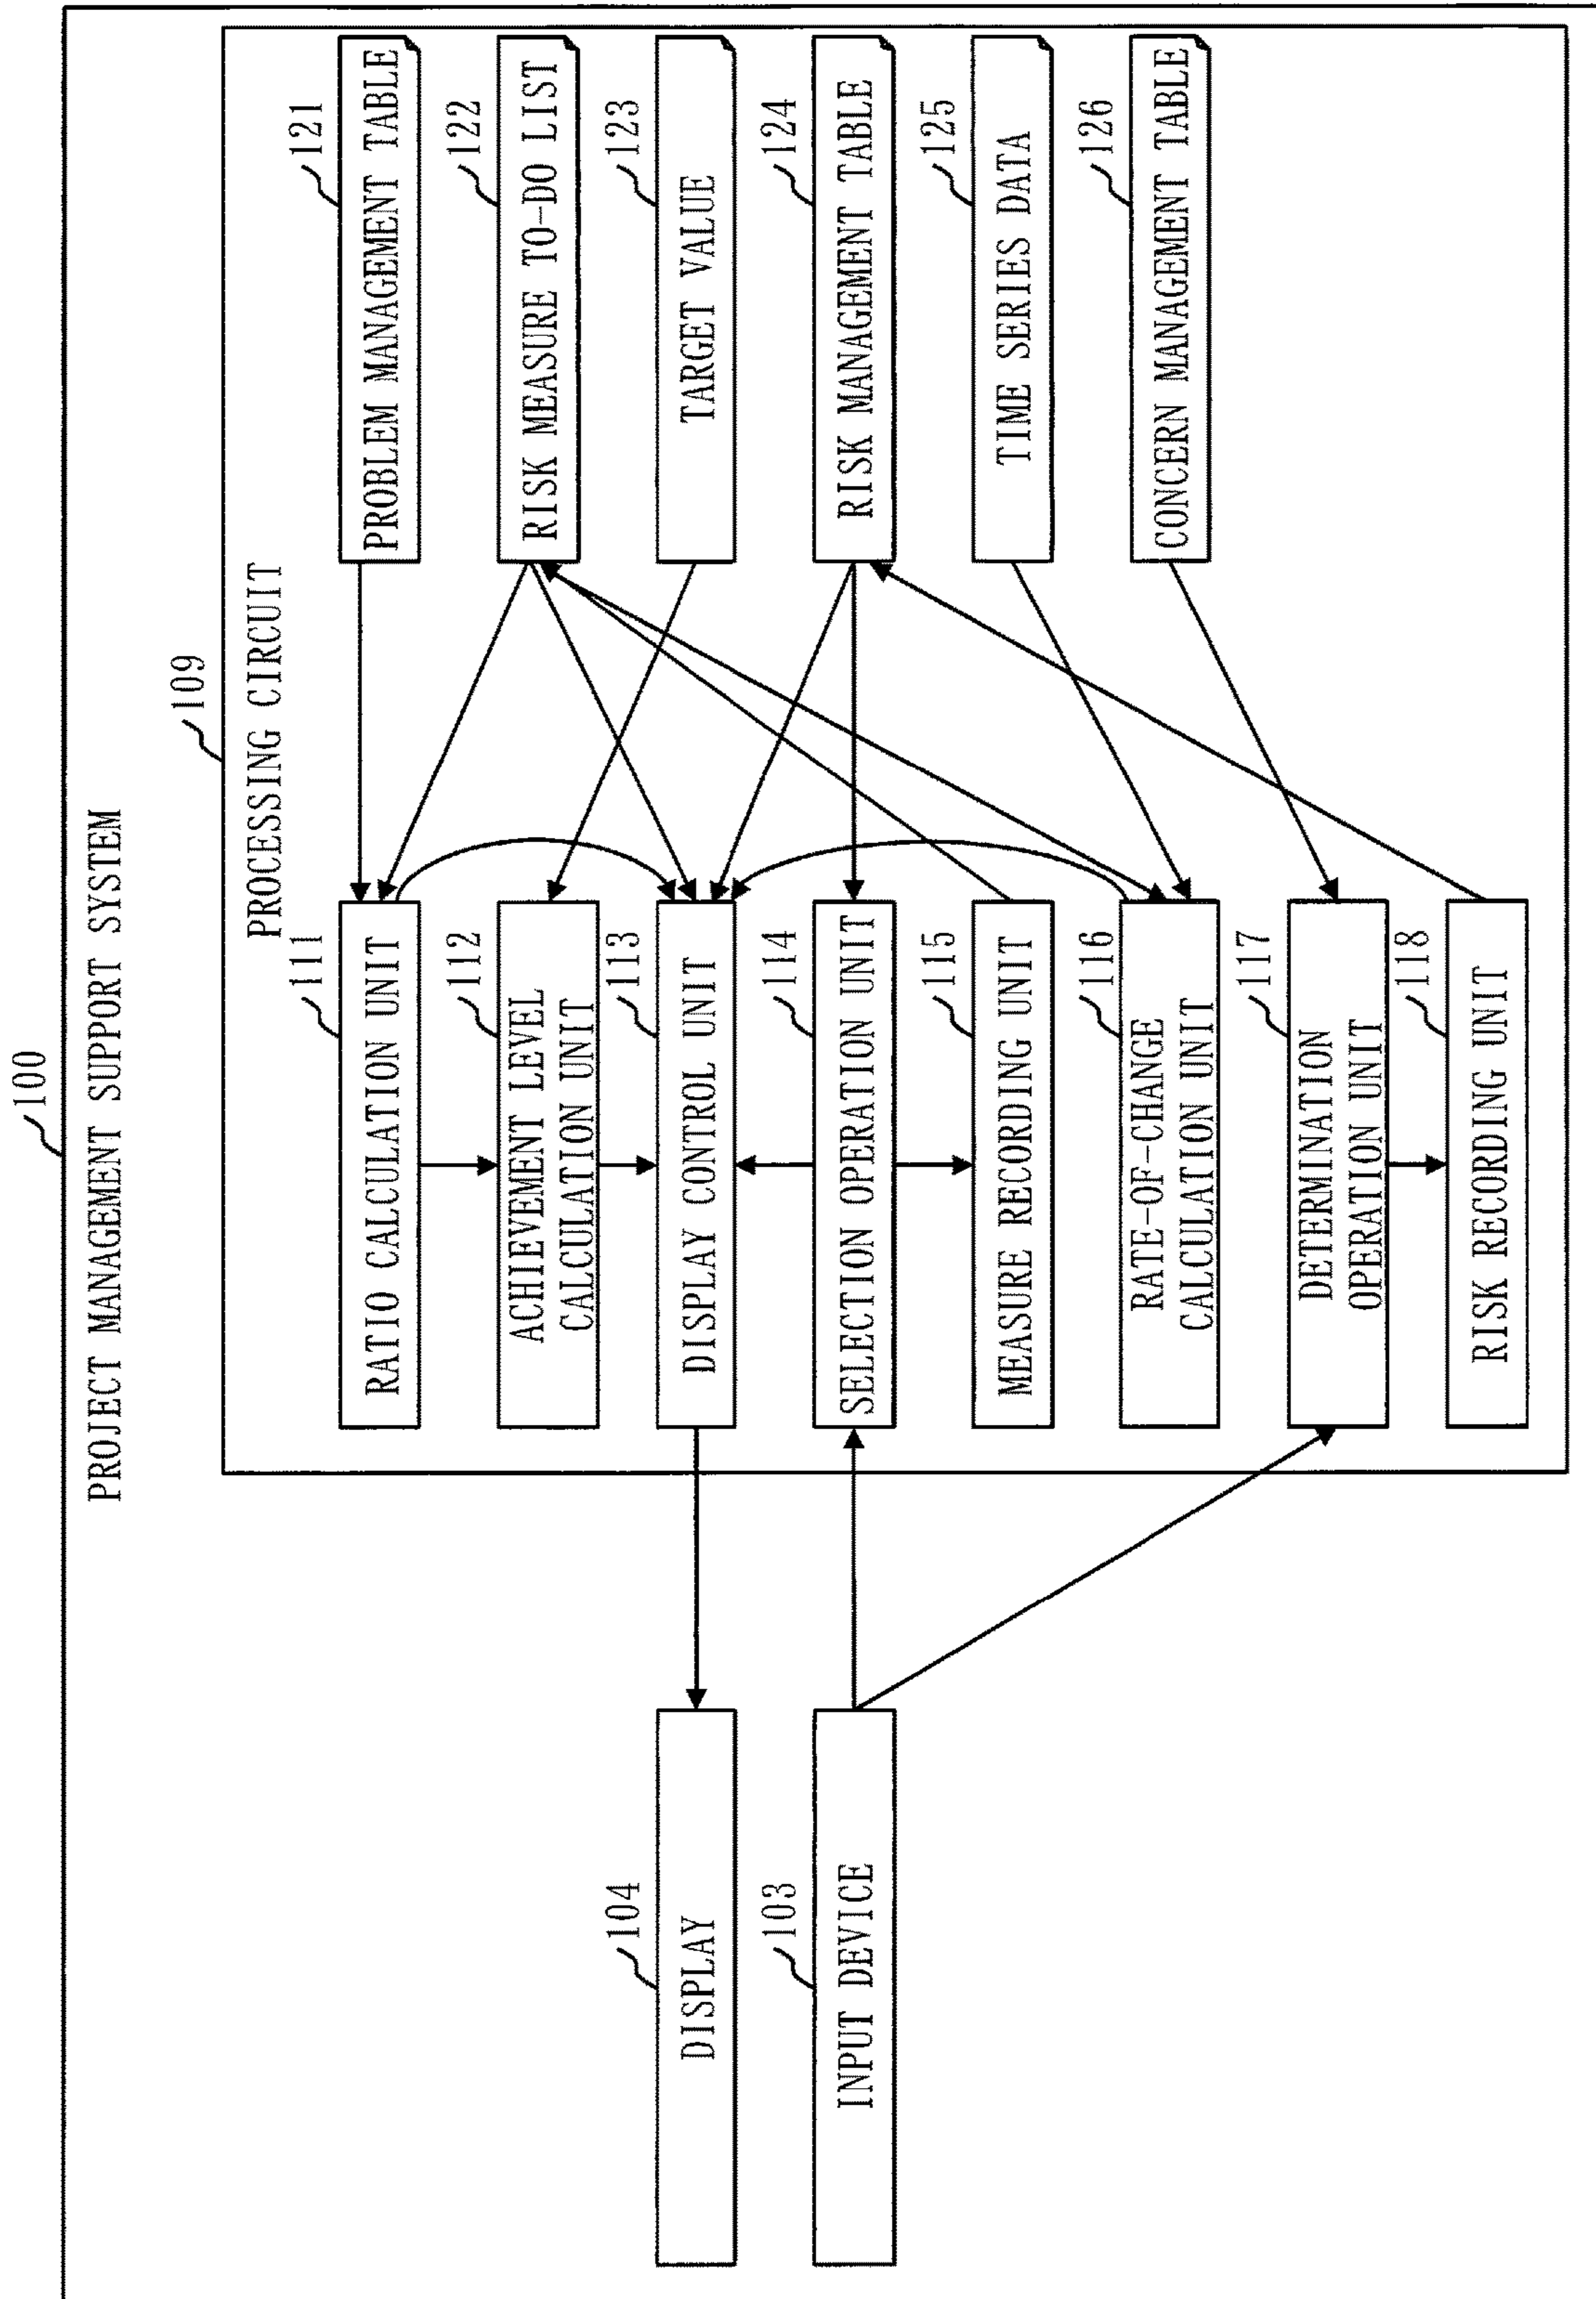 100
PROJECT MANAGEMENT SUPPORT SYSTEM
109
PROCESSING CIRCUIT
104
DISPLAY
103
INPUT DEVICE
111
RATIO CALCULATION UNIT
112
ACHIEVEMENT LEVEL
CALCULATION UNIT
113
DISPLAY CONTROL UNIT
114
SELECTION OPERATION UNIT
115
MEASURE RECORDING UNIT
116
RATE-OF-CHANGE
CALCULATION UNIT
117
DETERMINATION
OPERATION UNIT
118
RISK RECORDING UNIT
121
PROBLEM MANAGEMENT TABLE
122
RISK MEASURE TO-DO LIST
123
TARGET VALUE
124
RISK MANAGEMENT TABLE
125
TIME SERIES DATA
126
CONCERN MANAGEMENT TABLE